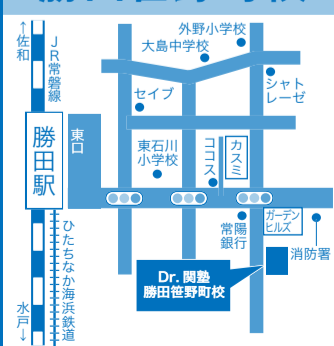 ↑佐和
JR常磐線
勝田駅
東口
水戸↓
ひたちなか海浜鉄道
外野小学校
大島中学校
セイブ
シャト
レーゼ
東石川
小学校
ココス
カスミ
常陽
銀行
ガーデン
ヒルズ
消防署
Dr.関塾
勝田笹野町校